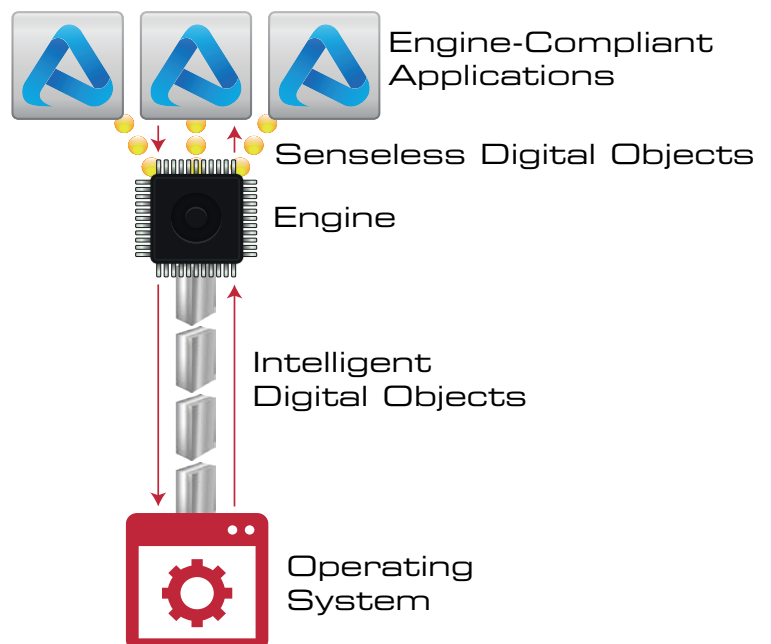 Engine-Compliant
Applications
Senseless Digital Objects
Engine
Intelligent
Digital Objects
Operating
System